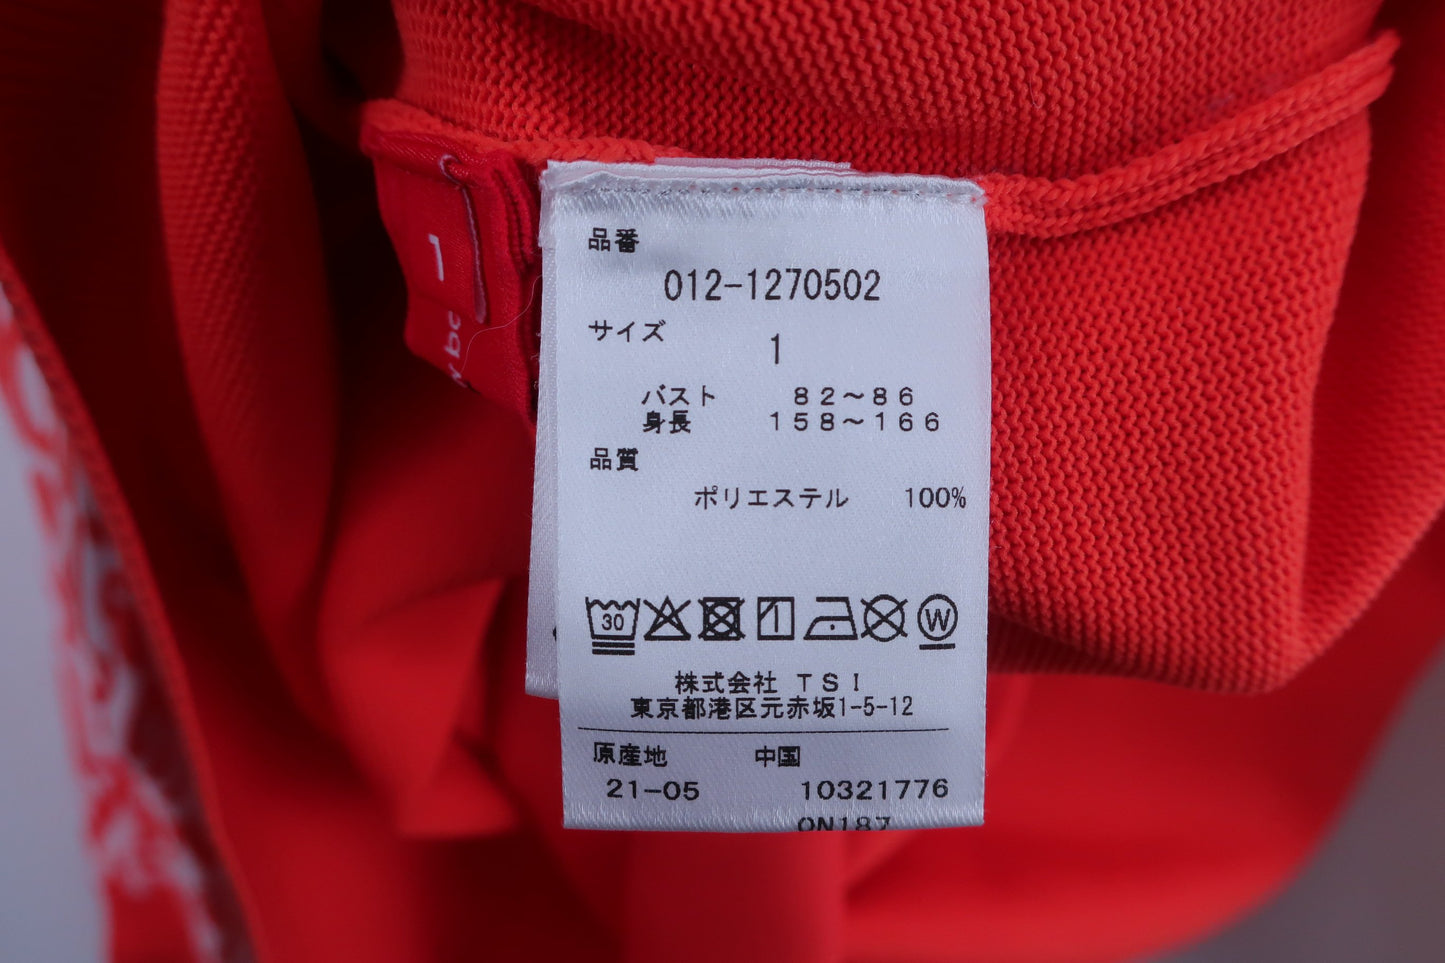 品番
012-1270502
サイズ
1
バスト 82～86
身長 158～166
品質
ポリエステル 100%
30
W
株式会社 TSI
東京都港区元赤坂1-5-12
原産地 中国
21-05 10321776
0N187
1